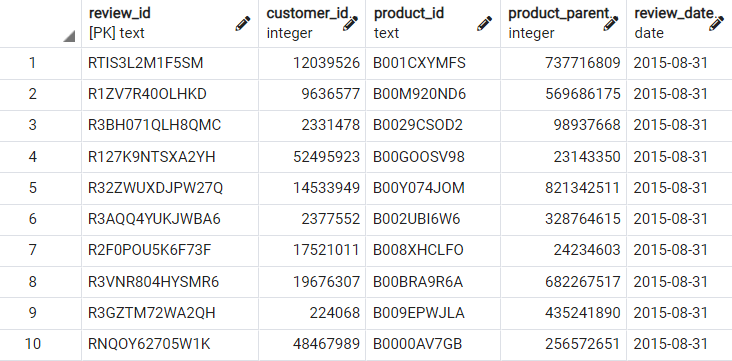 review_id customer_id product_id product_parent review_date
[PK] text integer text integer date
1 RTIS3L2M1F5SM 12039526 B001CXYMFS 737716809 2015-08-31
2 R1ZV7R40OLHKD 9636577 B00M920ND6 569686175 2015-08-31
3 R3BH071QLH8QMC 2331478 B0029CSOD2 98937668 2015-08-31
4 R127K9NTSXA2YH 52495923 B00GOOSV98 23143350 2015-08-31
5 R32ZWUXDJPW27Q 14533949 B00Y074JOM 821342511 2015-08-31
6 R3AQQ4YUKJWBA6 2377552 B002UBI6W6 328764615 2015-08-31
7 R2F0POU5K6F73F 17521011 B008XHCLFO 24234603 2015-08-31
8 R3VNR804HYSMR6 19676307 B00BRA9R6A 682267517 2015-08-31
9 R3GZTM72WA2QH 224068 B009EPWJLA 435241890 2015-08-31
10 RNQOY62705W1K 48467989 B0000AV7GB 256572651 2015-08-31